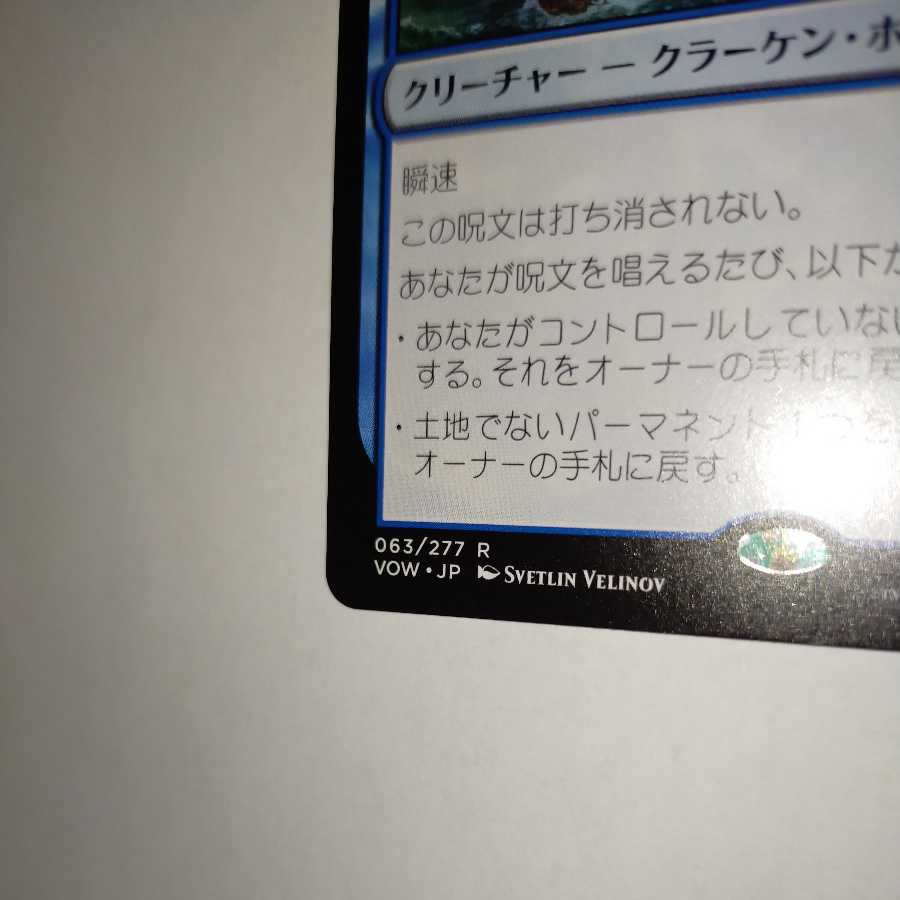 クリーチャー — クラーケン・ホ
瞬速
この呪文は打ち消されない。
あなたが呪文を唱えるたび、以下か
・あなたがコントロールしていない
する。それをオーナーの手札に戻
・土地でないパーマネント1つを
オーナーの手札に戻す。
063/277 R
VOW • JP SVETLIN VELINOV